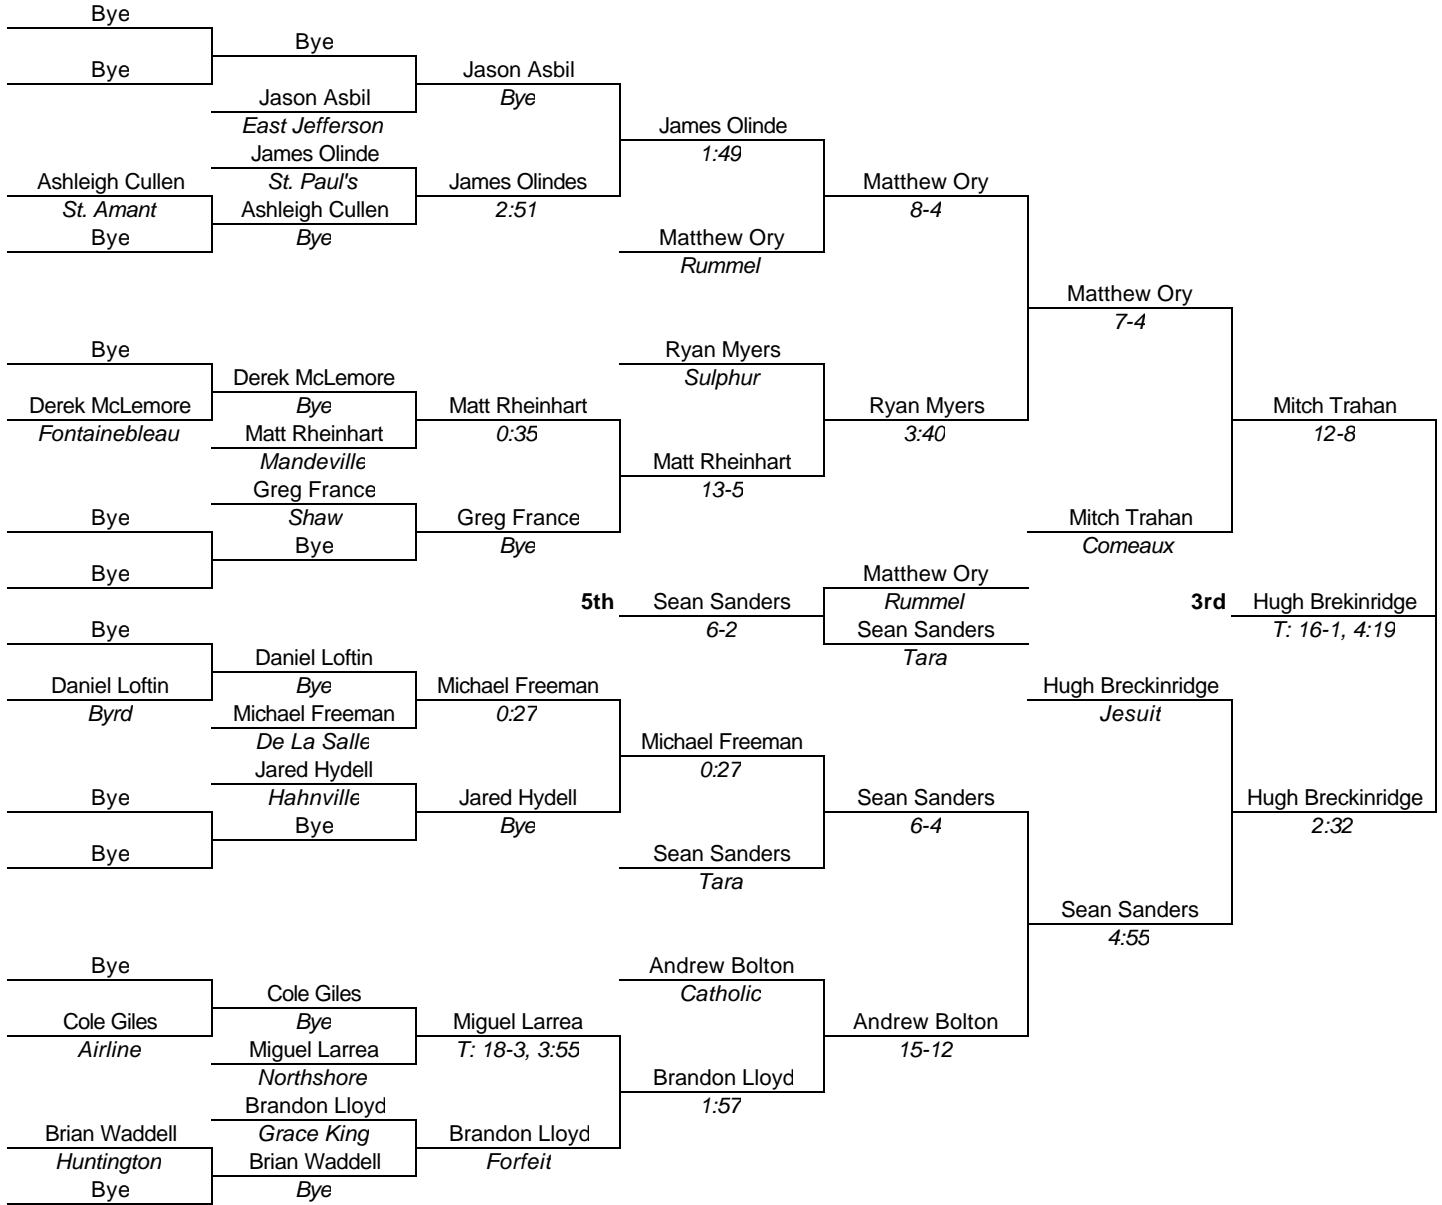 Bye
Bye
Bye
Jason Asbil
Jason Asbil
Bye
East Jefferson
James Olinde
James Olinde
1:49
Ashleigh Cullen
St. Paul's
James Olindes
Matthew Ory
St. Amant
Ashleigh Cullen
2:51
8-4
Bye
Bye
Matthew Ory
Rummel
Matthew Ory
7-4
Bye
Ryan Myers
Derek McLemore
Sulphur
Derek McLemore
Bye
Matt Rheinhart
Ryan Myers
Mitch Trahan
Fontainebleau
Matt Rheinhart
0:35
3:40
12-8
Mandeville
Matt Rheinhart
Greg France
13-5
Bye
Shaw
Greg France
Mitch Trahan
Bye
Bye
Comeaux
Bye
Matthew Ory
5th
Sean Sanders
Rummel
3rd
Hugh Brekinridge
Bye
6-2
Sean Sanders
T: 16-1, 4:19
Daniel Loftin
Tara
Daniel Loftin
Bye
Michael Freeman
Hugh Breckinridge
Byrd
Michael Freeman
0:27
Jesuit
De La Salle
Michael Freeman
Jared Hydell
0:27
Bye
Hahnville
Jared Hydell
Sean Sanders
Hugh Breckinridge
Bye
Bye
6-4
2:32
Bye
Sean Sanders
Tara
Sean Sanders
4:55
Bye
Andrew Bolton
Cole Giles
Catholic
Cole Giles
Bye
Miguel Larrea
Andrew Bolton
Airline
Miguel Larrea
T: 18-3, 3:55
15-12
Northshore
Brandon Lloyd
Brandon Lloyd
1:57
Brian Waddell
Grace King
Brandon Lloyd
Huntington
Brian Waddell
Forfeit
Bye
Bye